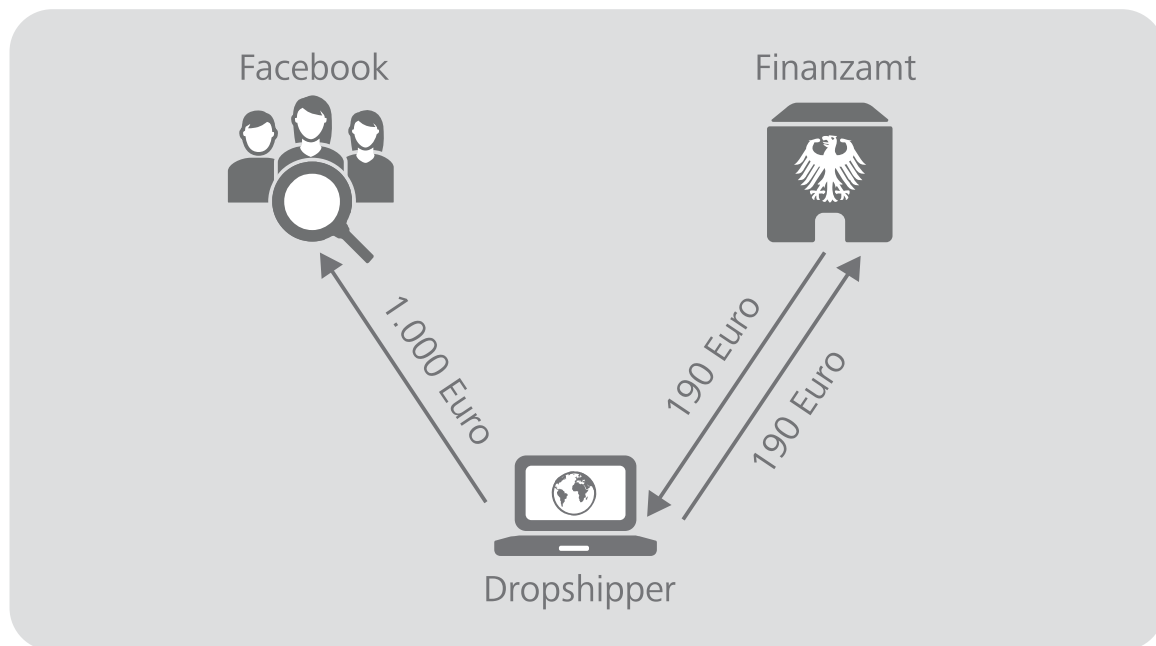 Facebook
Finanzamt
1.000 Euro
190 Euro
190 Euro
Dropshipper